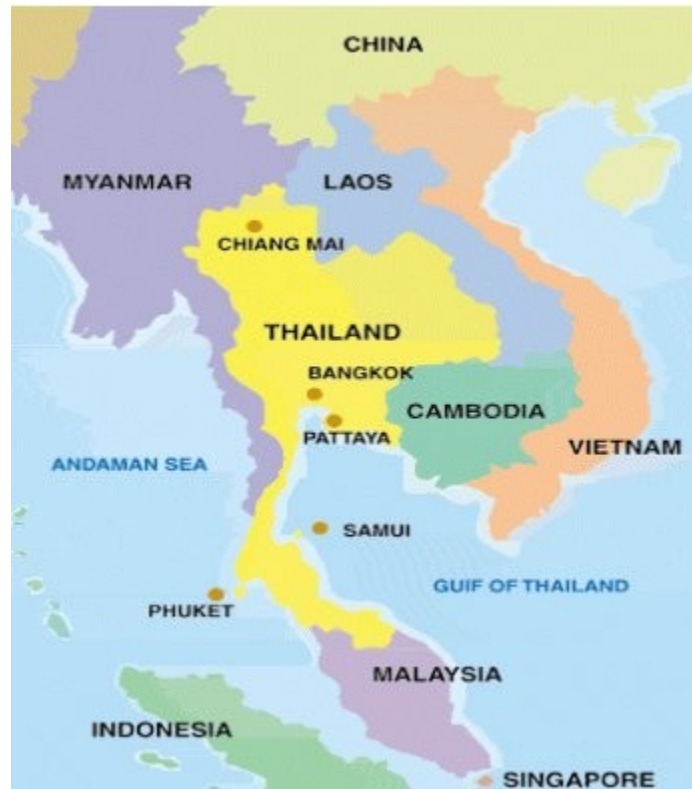 CHINA
MYANMAR
LAOS
CHIANG MAI
THAILAND
BANGKOK
CAMBODIA
PATTAYA
VIETNAM
ANDAMAN SEA
SAMUI
GUIF OF THAILAND
PHUKET
MALAYSIA
INDONESIA
SINGAPORE